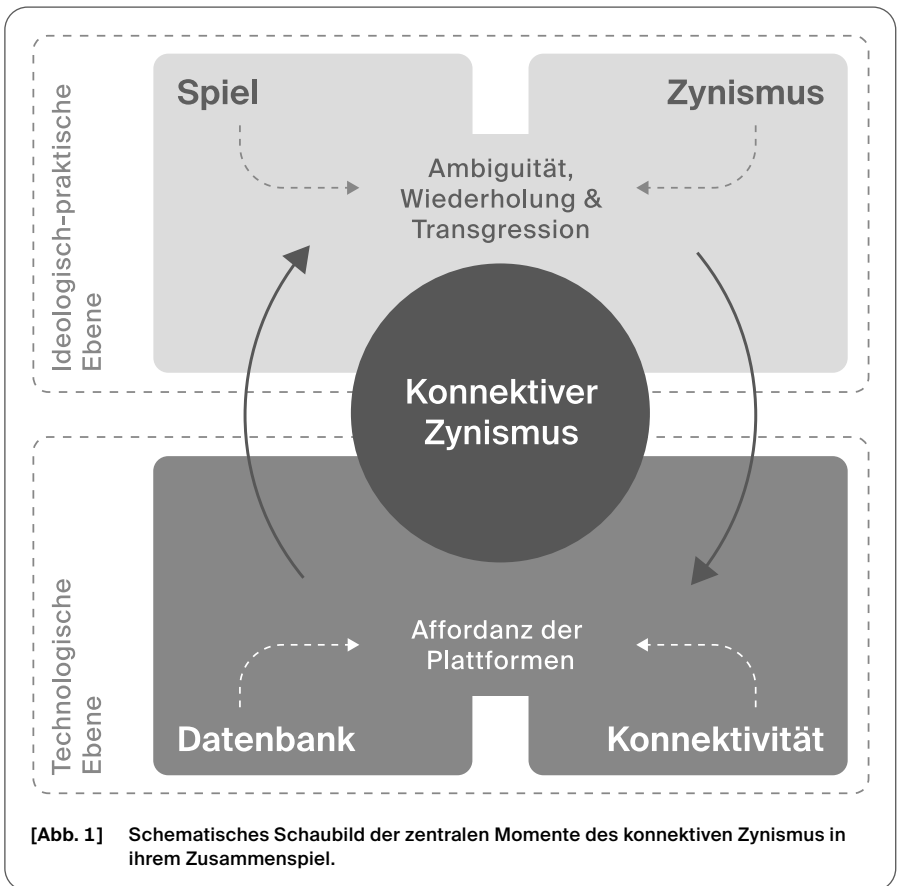 Ideologisch-praktische
Ebene
Spiel
Zynismus
Ambiguität,
Wiederholung &
Transgression
Konnektiver
Zynismus
Technologische
Ebene
Affordanz der
Plattformen
Datenbank
Konnektivität
[Abb. 1] Schematisches Schaubild der zentralen Momente des konnektiven Zynismus in
ihrem Zusammenspiel.